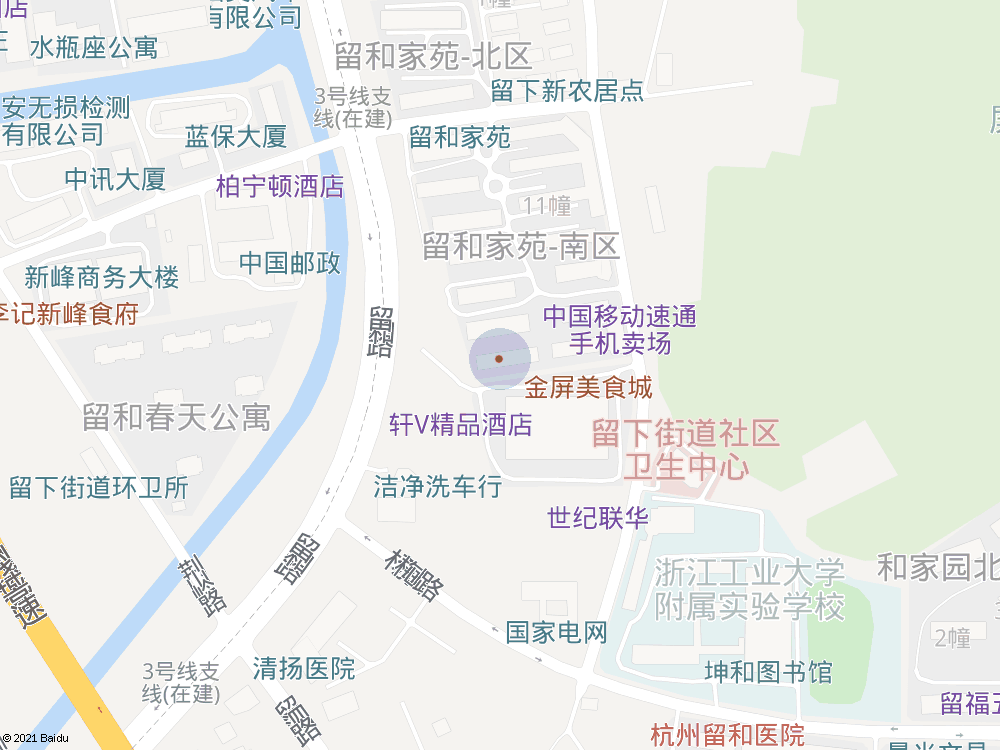 有限公司
水瓶座公寓
1幢
留和家苑-北区
3号线支
线(在建)
留下新农居点
安无损检测
有限公司
蓝保大厦
留和家苑
中讯大厦
柏宁顿酒店
11幢
留和家苑-南区
中国邮政
新峰商务大楼
李记新峰食府
中国移动速通
手机卖场
留和路
金屏美食城
留和春天公寓
轩V精品酒店
留下街道社区
卫生中心
洁净洗车行
留下街道环卫所
世纪联华
留和路
荆山路
浙江工业大学
附属实验学校
和家园北
国家电网
2幢
3号线支
线(在建)
清扬医院
坤和图书馆
留福五
杭州留和医院
© 2021 Baidu